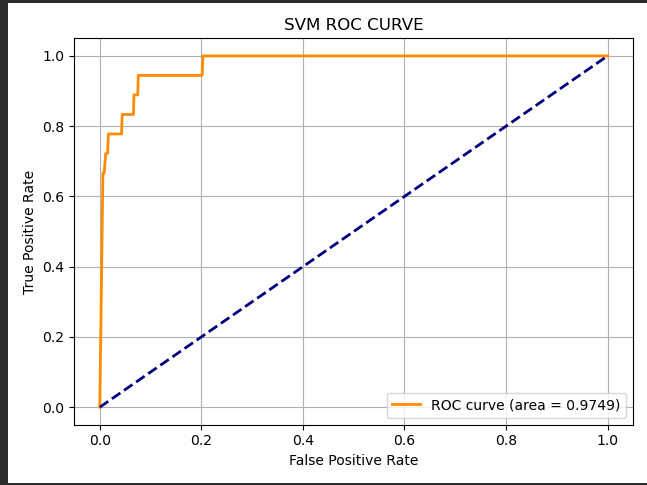 SVM ROC CURVE
True Positive Rate
1.0
0.8
0.6
0.4
0.2
0.0
ROC curve (area = 0.9749)
0.0 0.2 0.4 0.6 0.8 1.0
False Positive Rate